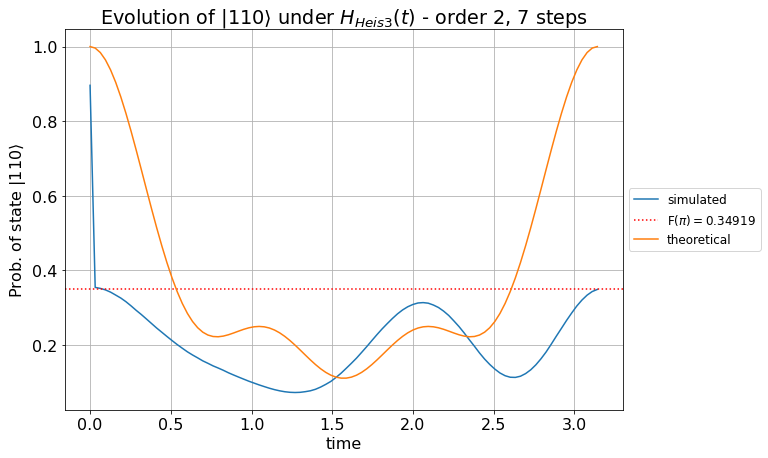 Evolution of |110⟩ under H_{Heis3}(t) - order 2, 7 steps
Prob. of state |110⟩
1.0
0.8
0.6
0.4
0.2
0.0 0.5 1.0 1.5 2.0 2.5 3.0
time
simulated
F(π) = 0.34919
theoretical